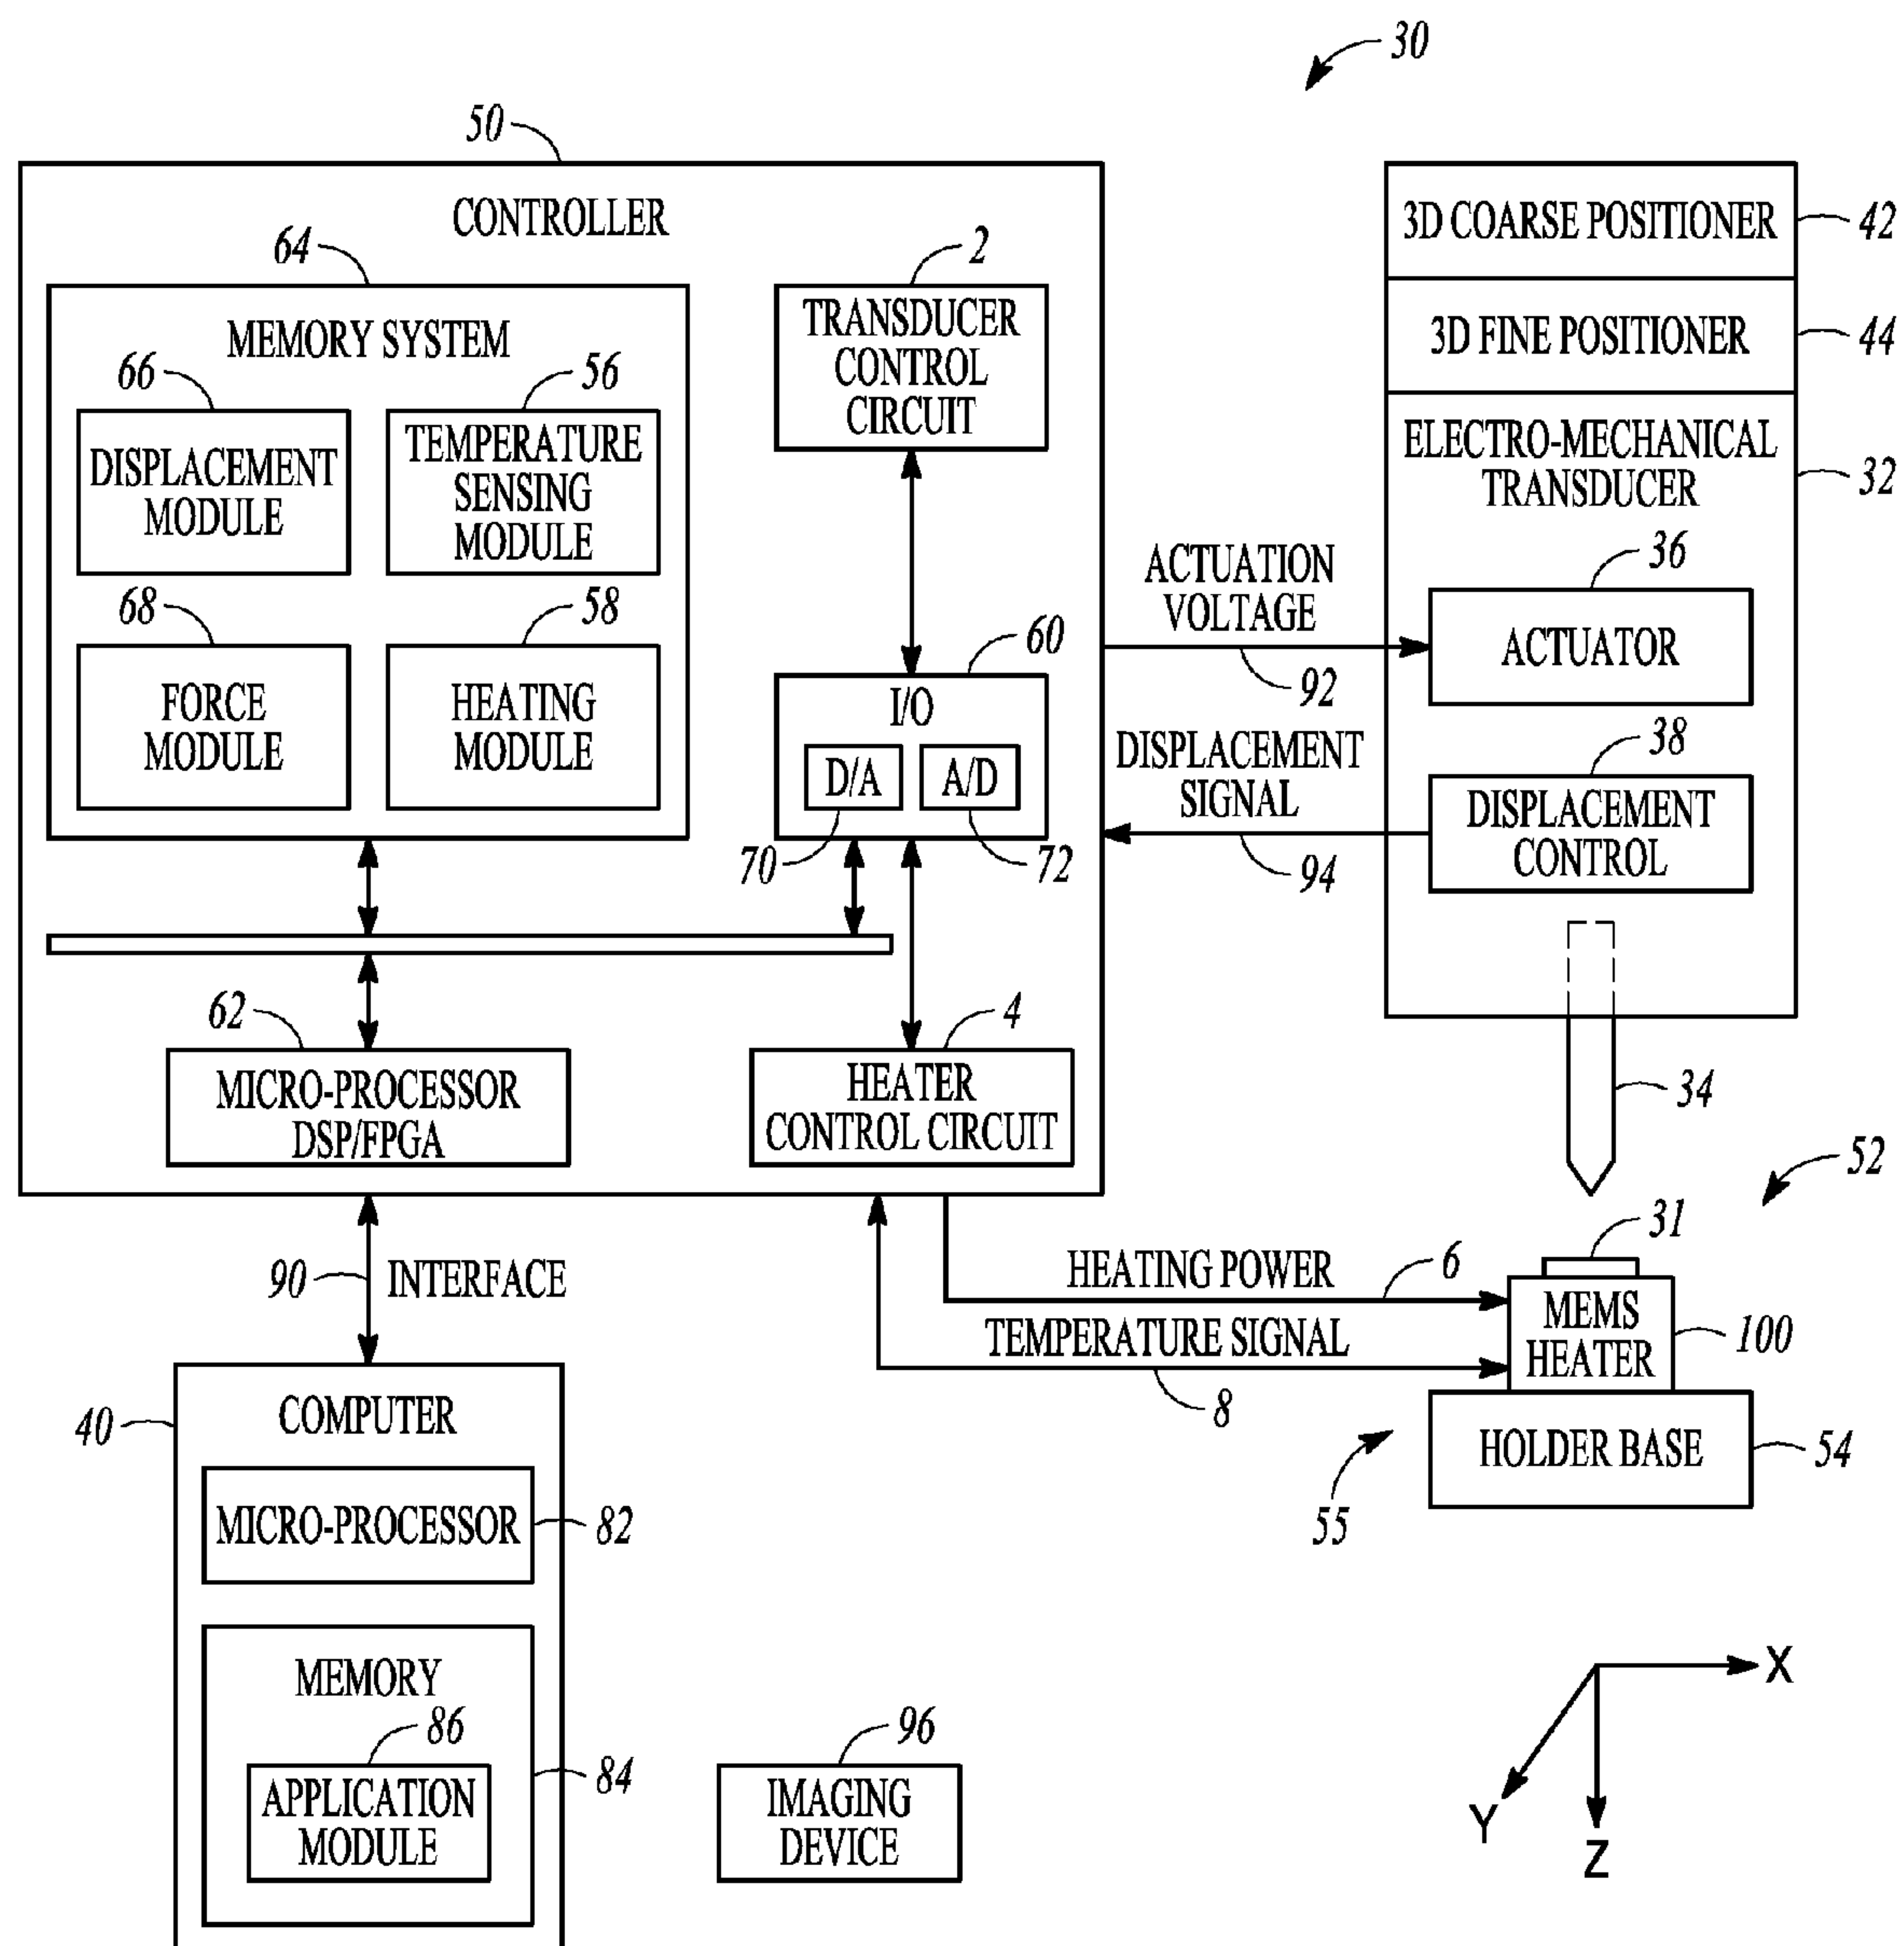 30
50
CONTROLLER
64
MEMORY SYSTEM
66
DISPLACEMENT
MODULE
56
TEMPERATURE
SENSING
MODULE
68
FORCE
MODULE
58
HEATING
MODULE
2
TRANSDUCER
CONTROL
CIRCUIT
60
I/O
D/A
A/D
70
72
62
MICRO-PROCESSOR
DSP/FPGA
4
HEATER
CONTROL CIRCUIT
ACTUATION
VOLTAGE
92
DISPLACEMENT
SIGNAL
94
3D COARSE POSITIONER
42
3D FINE POSITIONER
44
ELECTRO-MECHANICAL
TRANSDUCER
32
36
ACTUATOR
38
DISPLACEMENT
CONTROL
34
52
31
90
INTERFACE
HEATING POWER
6
TEMPERATURE SIGNAL
8
MEMS
HEATER
100
HOLDER BASE
54
55
40
COMPUTER
MICRO-PROCESSOR
82
MEMORY
86
APPLICATION
MODULE
84
96
IMAGING
DEVICE
X
Y
Z